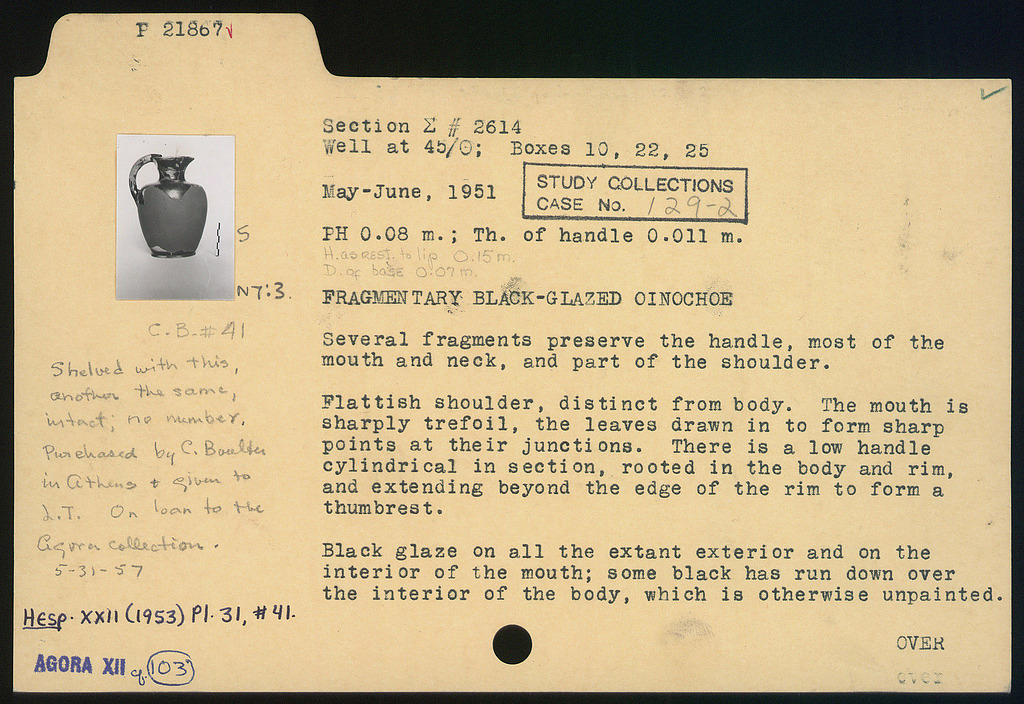 P 21867
Section Σ # 2614
Well at 45/Θ; Boxes 10, 22, 25
May-June, 1951
STUDY COLLECTIONS
CASE No. 129-2
PH 0.08 m.; Th. of handle 0.011 m.
H. as REST. to lip 0.15 m.
D. of base 0.07 m.
FRAGMENTARY BLACK-GLAZED OINOCHOE
Several fragments preserve the handle, most of the
mouth and neck, and part of the shoulder.
Flattish shoulder, distinct from body. The mouth is
sharply trefoil, the leaves drawn in to form sharp
points at their junctions. There is a low handle
cylindrical in section, rooted in the body and rim,
and extending beyond the edge of the rim to form a
thumbrest.
Black glaze on all the extant exterior and on the
interior of the mouth; some black has run down over
the interior of the body, which is otherwise unpainted.
OVER
over
5
N7:3.
C.B. #41
Shelved with this,
another the same,
intact; no number.
Purchased by C. Boulter
in Athens & given to
L.T. On loan to the
Agora collection.
5-31-57
Hesp. XXII (1953) Pl. 31, #41.
AGORA XII cf. 103